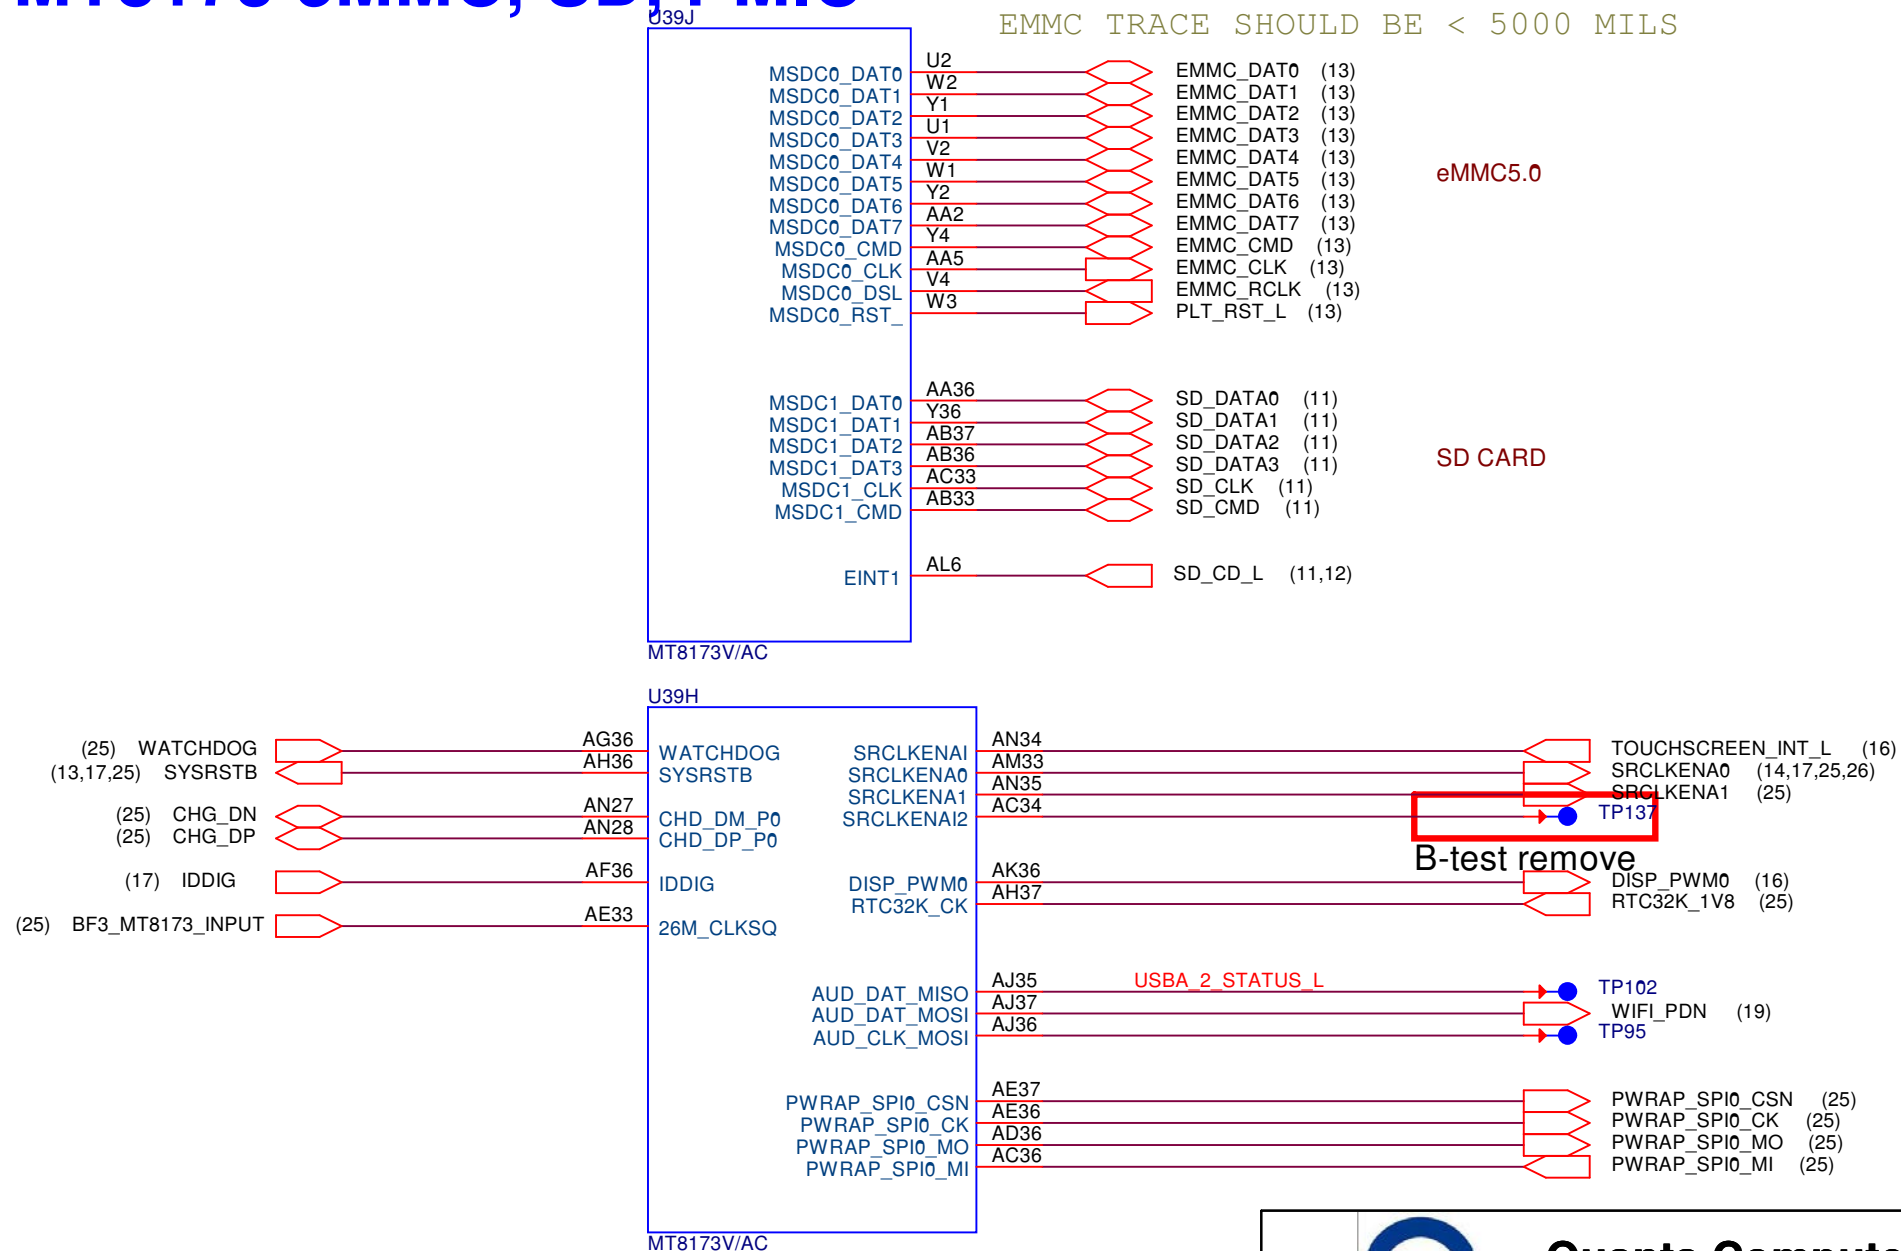 MT8173 eMMC, SD, PMIC
U39J
EMMC TRACE SHOULD BE < 5000 MILS
MSDC0_DAT0 U2 EMMC_DAT0 (13)
MSDC0_DAT1 W2 EMMC_DAT1 (13)
MSDC0_DAT2 Y1 EMMC_DAT2 (13)
MSDC0_DAT3 U1 EMMC_DAT3 (13)
MSDC0_DAT4 V2 EMMC_DAT4 (13)
MSDC0_DAT5 W1 EMMC_DAT5 (13)
eMMC5.0
MSDC0_DAT6 Y2 EMMC_DAT6 (13)
MSDC0_DAT7 AA2 EMMC_DAT7 (13)
MSDC0_CMD Y4 EMMC_CMD (13)
MSDC0_CLK AA5 EMMC_CLK (13)
MSDC0_DSL V4 EMMC_RCLK (13)
MSDC0_RST_ W3 PLT_RST_L (13)
MSDC1_DAT0 AA36 SD_DATA0 (11)
MSDC1_DAT1 Y36 SD_DATA1 (11)
MSDC1_DAT2 AB37 SD_DATA2 (11)
MSDC1_DAT3 AB36 SD_DATA3 (11)
SD CARD
MSDC1_CLK AC33 SD_CLK (11)
MSDC1_CMD AB33 SD_CMD (11)
EINT1 AL6 SD_CD_L (11,12)
MT8173V/AC
U39H
(25) WATCHDOG AG36 WATCHDOG SRCLKENAI AN34 TOUCHSCREEN_INT_L (16)
(13,17,25) SYSRSTB AH36 SYSRSTB SRCLKENA0 AM33 SRCLKENA0 (14,17,25,26)
SRCLKENA1 AN35 SRCLKENA1 (25)
(25) CHG_DN AN27 CHD_DM_P0 SRCLKENAI2 AC34 TP137
(25) CHG_DP AN28 CHD_DP_P0
B-test remove
(17) IDDIG AF36 IDDIG DISP_PWM0 AK36 DISP_PWM0 (16)
RTC32K_CK AH37 RTC32K_1V8 (25)
(25) BF3_MT8173_INPUT AE33 26M_CLKSQ
AUD_DAT_MISO AJ35 USBA_2_STATUS_L TP102
AUD_DAT_MOSI AJ37 WIFI_PDN (19)
AUD_CLK_MOSI AJ36 TP95
PWRAP_SPI0_CSN AE37 PWRAP_SPI0_CSN (25)
PWRAP_SPI0_CK AE36 PWRAP_SPI0_CK (25)
PWRAP_SPI0_MO AD36 PWRAP_SPI0_MO (25)
PWRAP_SPI0_MI AC36 PWRAP_SPI0_MI (25)
MT8173V/AC
Quanta Compute